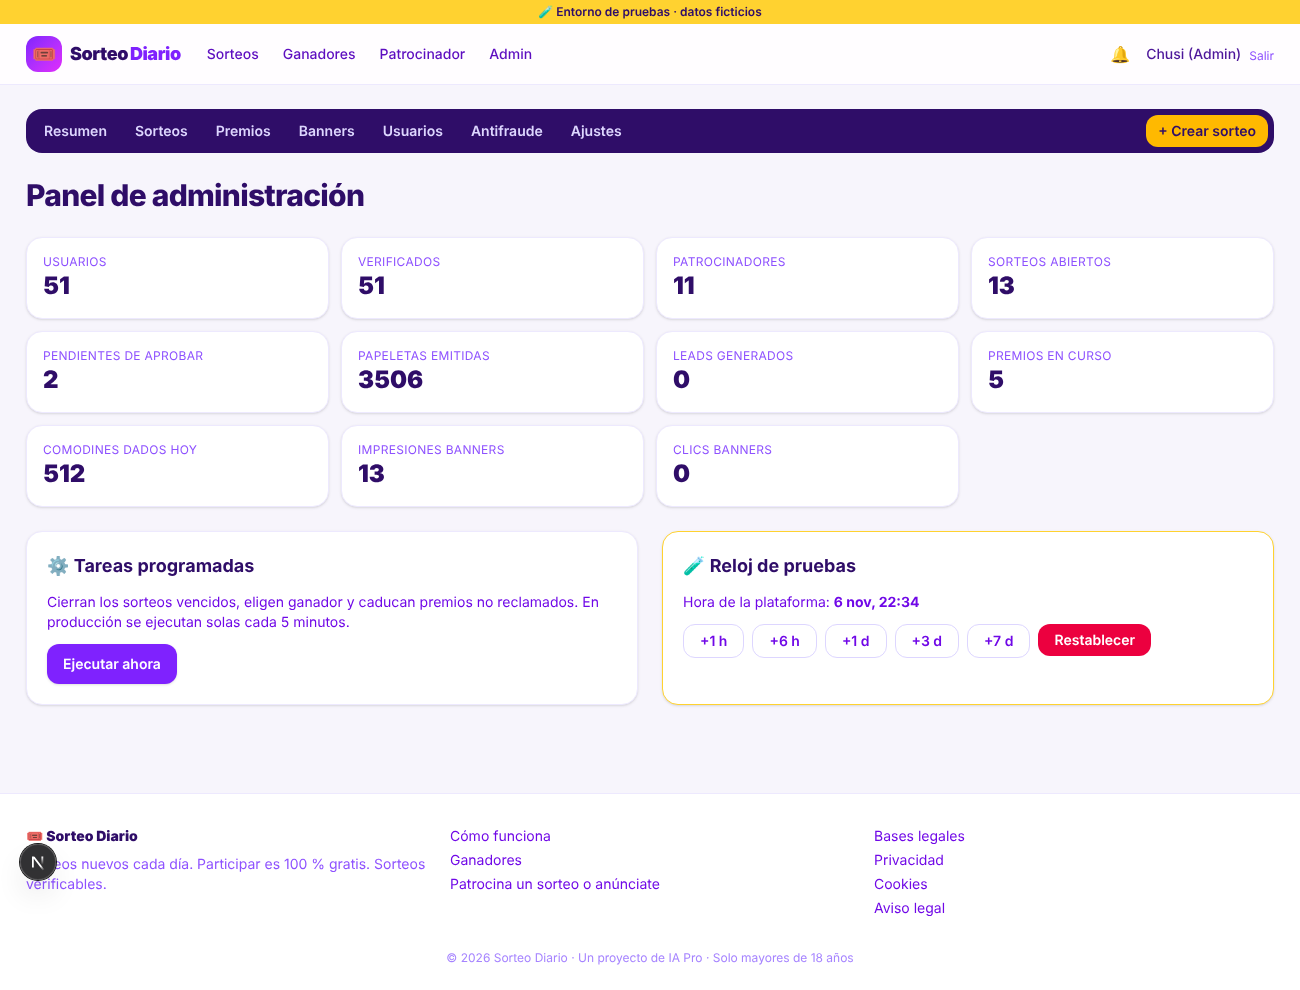 🧪 Entorno de pruebas · datos ficticios
Sorteo Diario
Sorteos
Ganadores
Patrocinador
Admin
Chusi (Admin)
Salir
Resumen
Sorteos
Premios
Banners
Usuarios
Antifraude
Ajustes
+ Crear sorteo
Panel de administración
USUARIOS
51
VERIFICADOS
51
PATROCINADORES
11
SORTEOS ABIERTOS
13
PENDIENTES DE APROBAR
2
PAPELETAS EMITIDAS
3506
LEADS GENERADOS
0
PREMIOS EN CURSO
5
COMODINES DADOS HOY
512
IMPRESIONES BANNERS
13
CLICS BANNERS
0
⚙️ Tareas programadas
Cierran los sorteos vencidos, eligen ganador y caducan premios no reclamados. En
producción se ejecutan solas cada 5 minutos.
Ejecutar ahora
🧪 Reloj de pruebas
Hora de la plataforma: 6 nov, 22:34
+1 h
+6 h
+1 d
+3 d
+7 d
Restablecer
🎟️ Sorteo Diario
N
nuevos cada día. Participar es 100 % gratis. Sorteos
verificables.
Cómo funciona
Ganadores
Patrocina un sorteo o anúnciate
Bases legales
Privacidad
Cookies
Aviso legal
© 2026 Sorteo Diario · Un proyecto de IA Pro · Solo mayores de 18 años